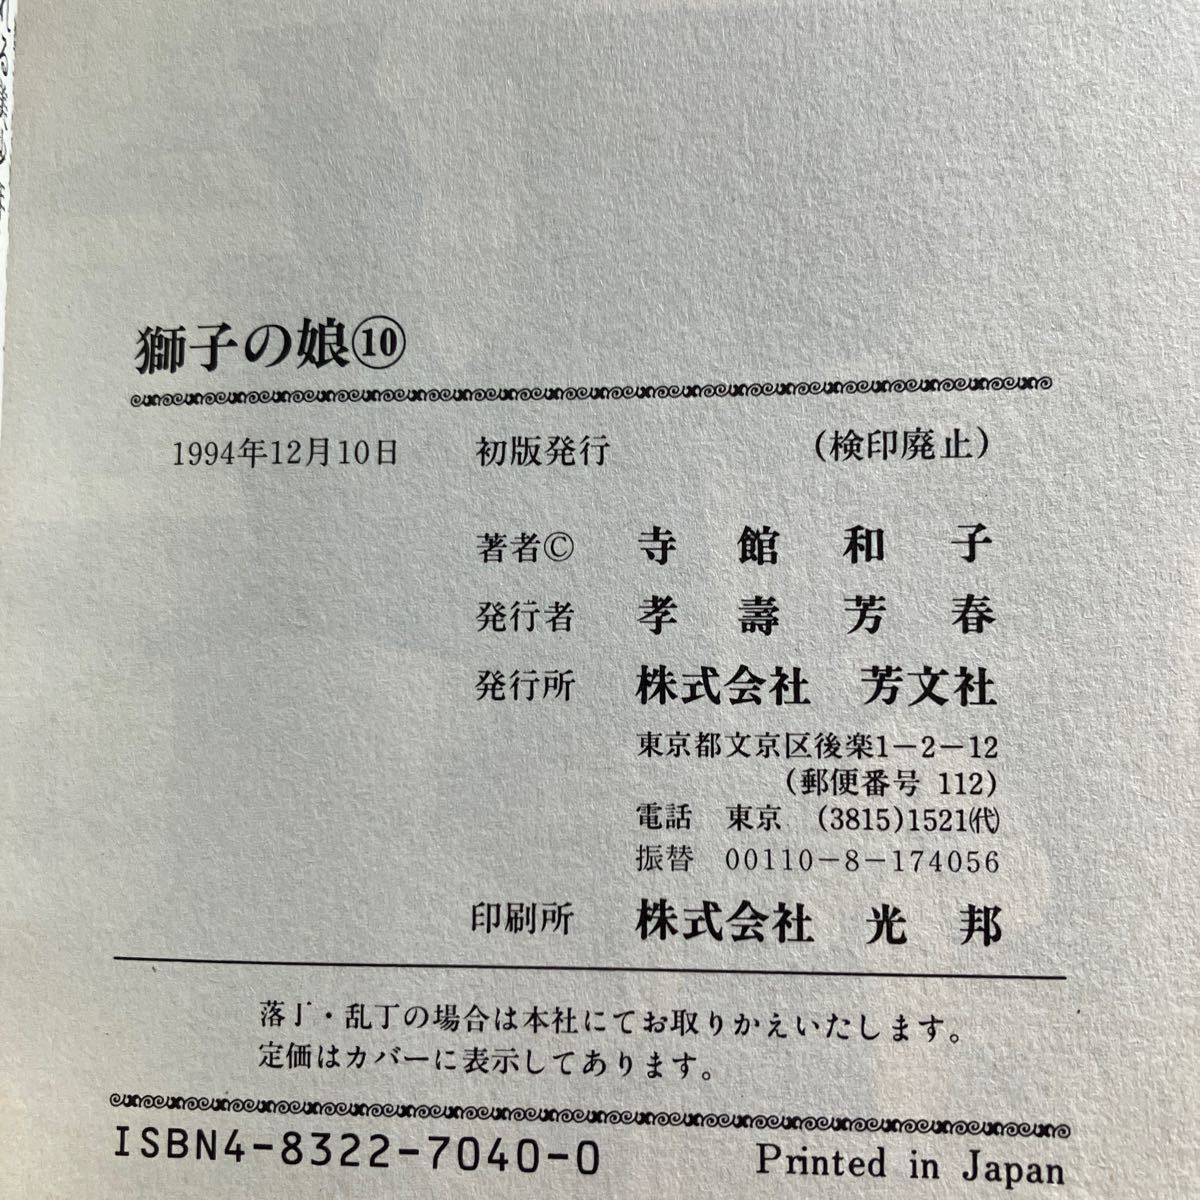 獅子の娘⑩
1994年12月10日 初版発行 (検印廃止)
著者© 寺館和子
発行者 孝壽芳春
発行所 株式会社 芳文社
東京都文京区後楽1-2-12
(郵便番号 112)
電話 東京 (3815)1521㈹
振替 00110-8-174056
印刷所 株式会社 光邦
落丁・乱丁の場合は本社にてお取りかえいたします。
定価はカバーに表示してあります。
ISBN4-8322-7040-0 Printed in Japan